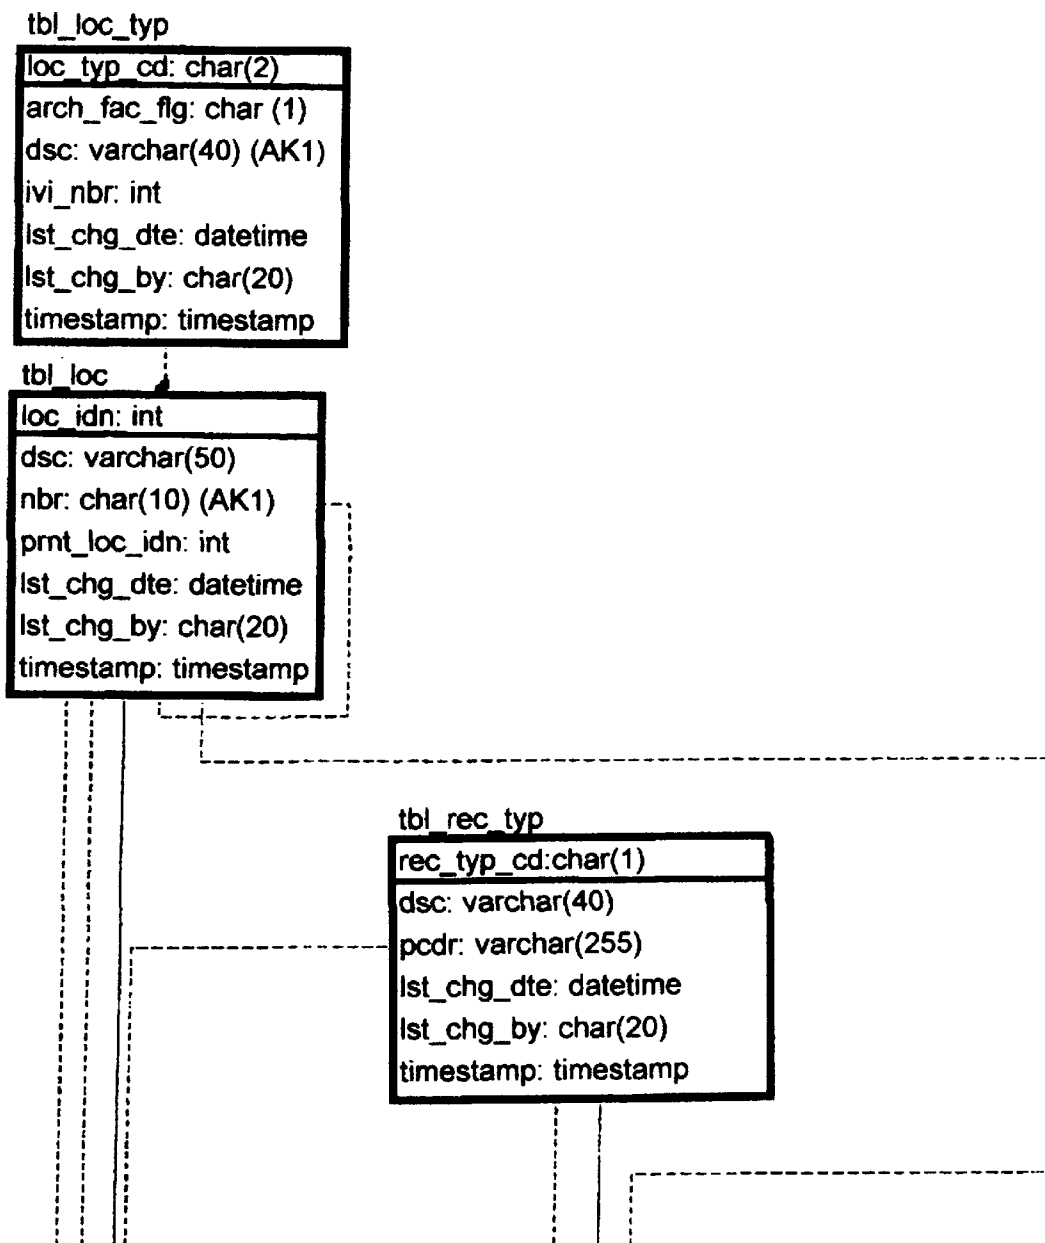 tbl_loc_typ
loc_typ_cd: char(2)
arch_fac_flg: char (1)
dsc: varchar(40) (AK1)
ivi_nbr: int
lst_chg_dte: datetime
lst_chg_by: char(20)
timestamp: timestamp
tbl_loc
loc_idn: int
dsc: varchar(50)
nbr: char(10) (AK1)
prnt_loc_idn: int
lst_chg_dte: datetime
lst_chg_by: char(20)
timestamp: timestamp
tbl_rec_typ
rec_typ_cd:char(1)
dsc: varchar(40)
pcdr: varchar(255)
lst_chg_dte: datetime
lst_chg_by: char(20)
timestamp: timestamp